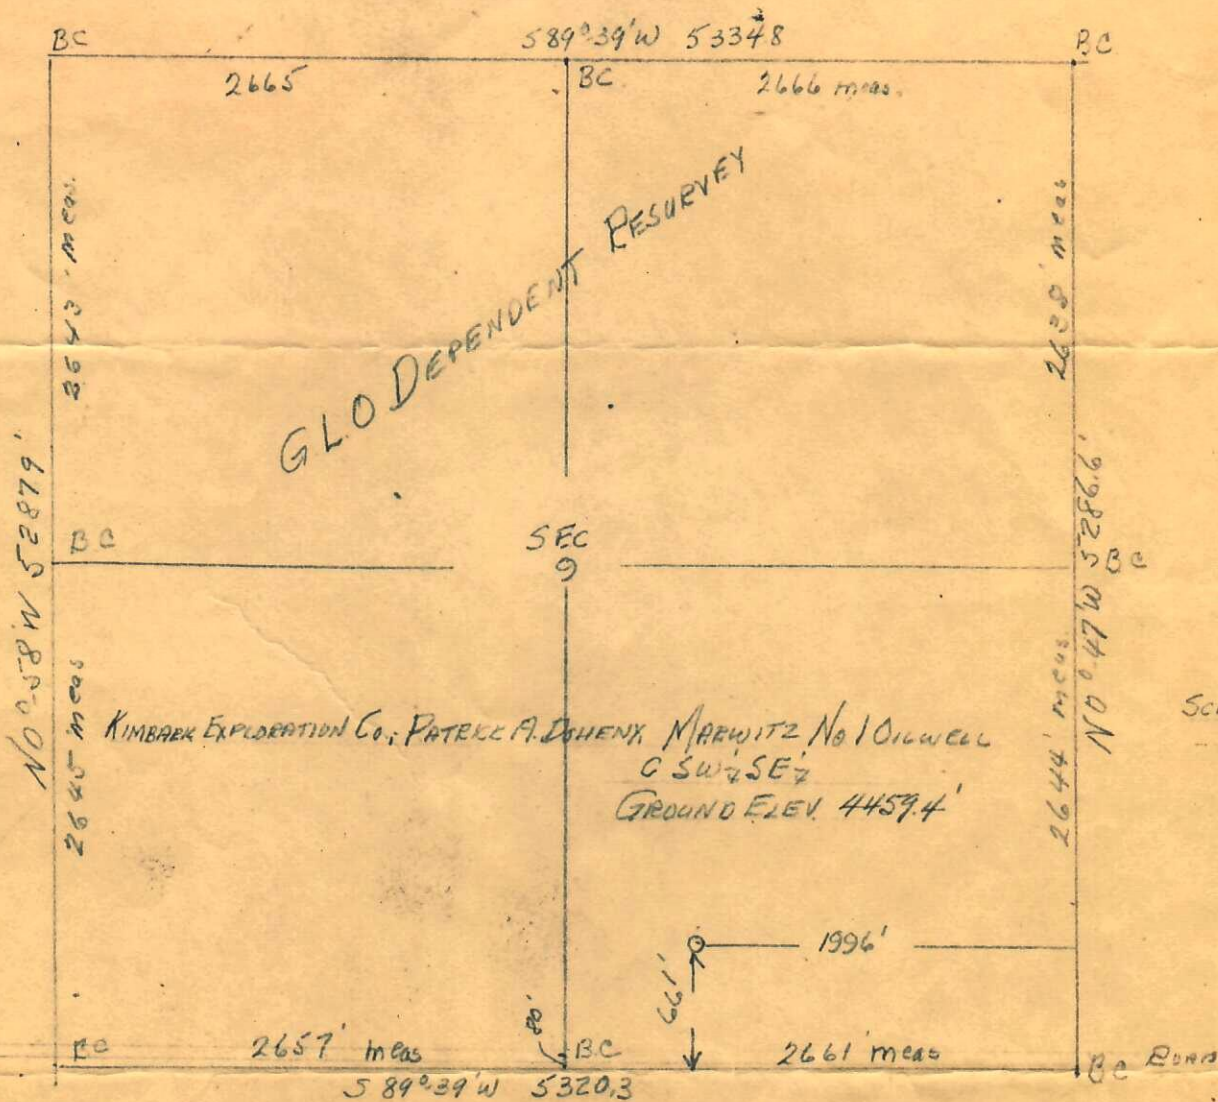 BC
S 89°-39' W 5334.8
BC
2665
BC
2666 meas.
2643' meas.
2638' meas
GLO DEPENDENT RESURVEY
N 0°-58' W 5287.9'
N 0°-47' W 5286.6'
BC
SEC
9
BC
2645 meas
2644' meas
KIMBARK EXPLORATION CO.; PATRICK A. DOHENY, MARWITZ No 1 OILWELL
C SW¼ SE¼
GROUND ELEV. 4459.4'
1996'
661'
80'
BC
2657' meas
BC
2661' meas
BC
S 89°-39' W 5320.3